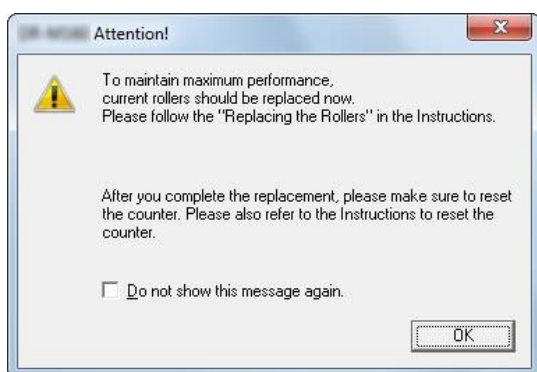 Attention!
To maintain maximum performance,
current rollers should be replaced now.
Please follow the "Replacing the Rollers" in the Instructions.
After you complete the replacement, please make sure to reset
the counter. Please also refer to the Instructions to reset the
counter.
Do not show this message again.
OK